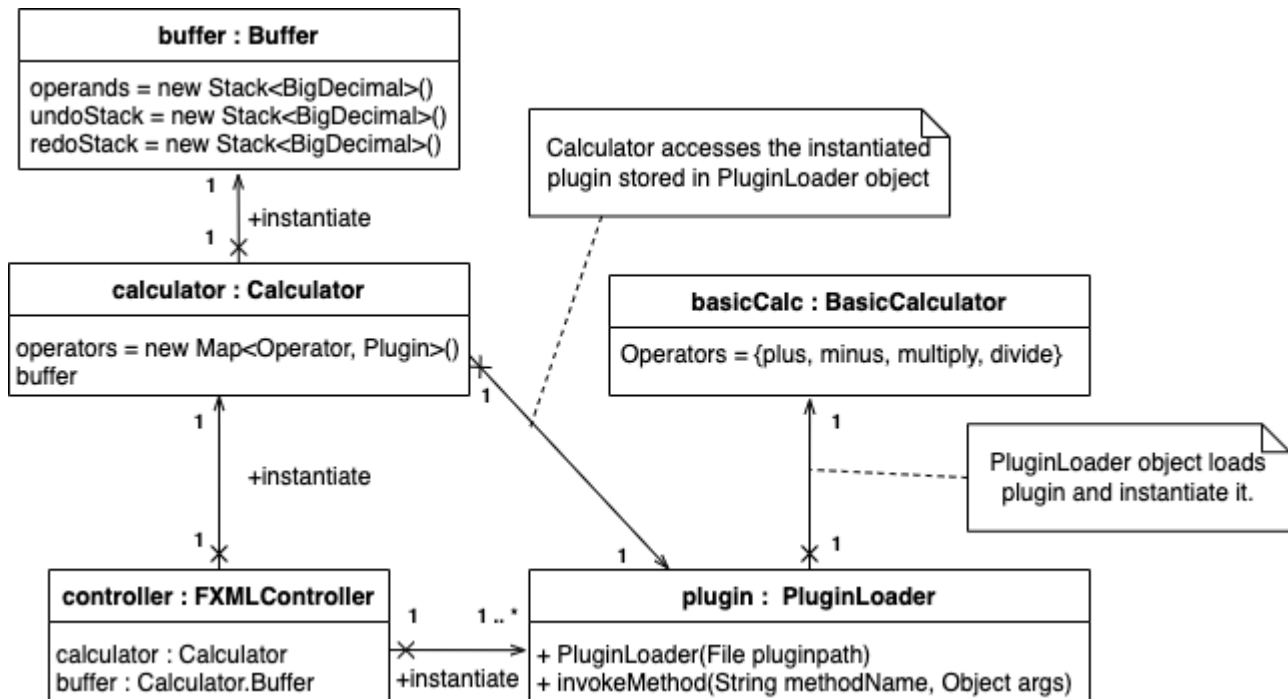 buffer : Buffer
operands = new Stack<BigDecimal>()
undoStack = new Stack<BigDecimal>()
redoStack = new Stack<BigDecimal>()
1
+instantiate
1
Calculator accesses the instantiated
plugin stored in PluginLoader object
calculator : Calculator
operators = new Map<Operator, Plugin>()
buffer
basicCalc : BasicCalculator
Operators = {plus, minus, multiply, divide}
1
1
1
+instantiate
1
PluginLoader object loads
plugin and instantiate it.
1
1
controller : FXMLController
calculator : Calculator
buffer : Calculator.Buffer
1
1 .. *
+instantiate
plugin : PluginLoader
+ PluginLoader(File pluginpath)
+ invokeMethod(String methodName, Object args)